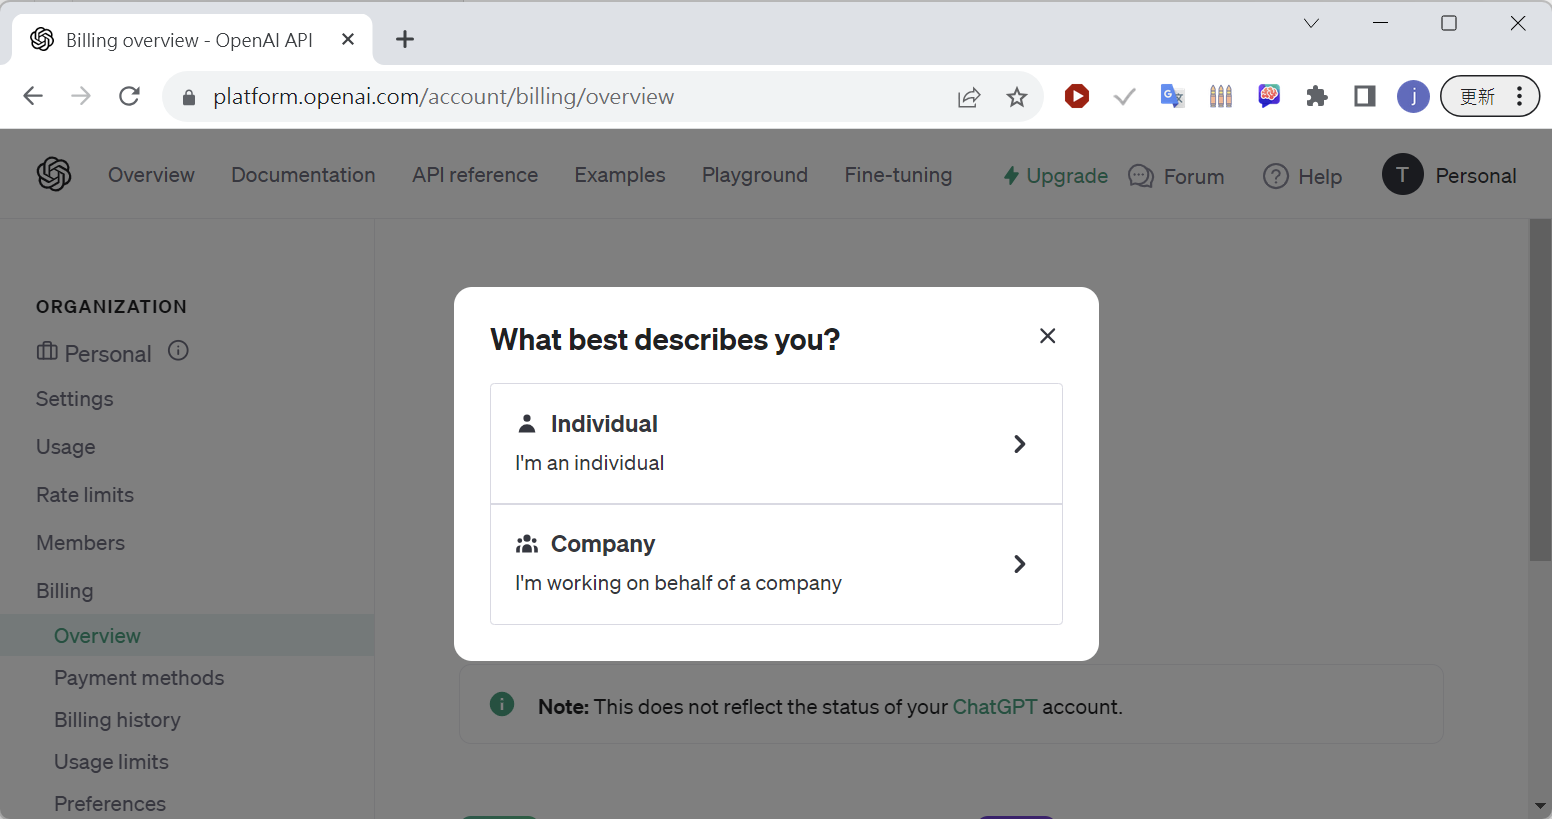 Billing overview - OpenAI API
platform.openai.com/account/billing/overview
j
更新
Overview
Documentation
API reference
Examples
Playground
Fine-tuning
Upgrade
Forum
Help
T
Personal
ORGANIZATION
Personal
Settings
Usage
Rate limits
Members
Billing
Overview
Payment methods
Billing history
Usage limits
Preferences
What best describes you?
Individual
I'm an individual
Company
I'm working on behalf of a company
Note: This does not reflect the status of your ChatGPT account.